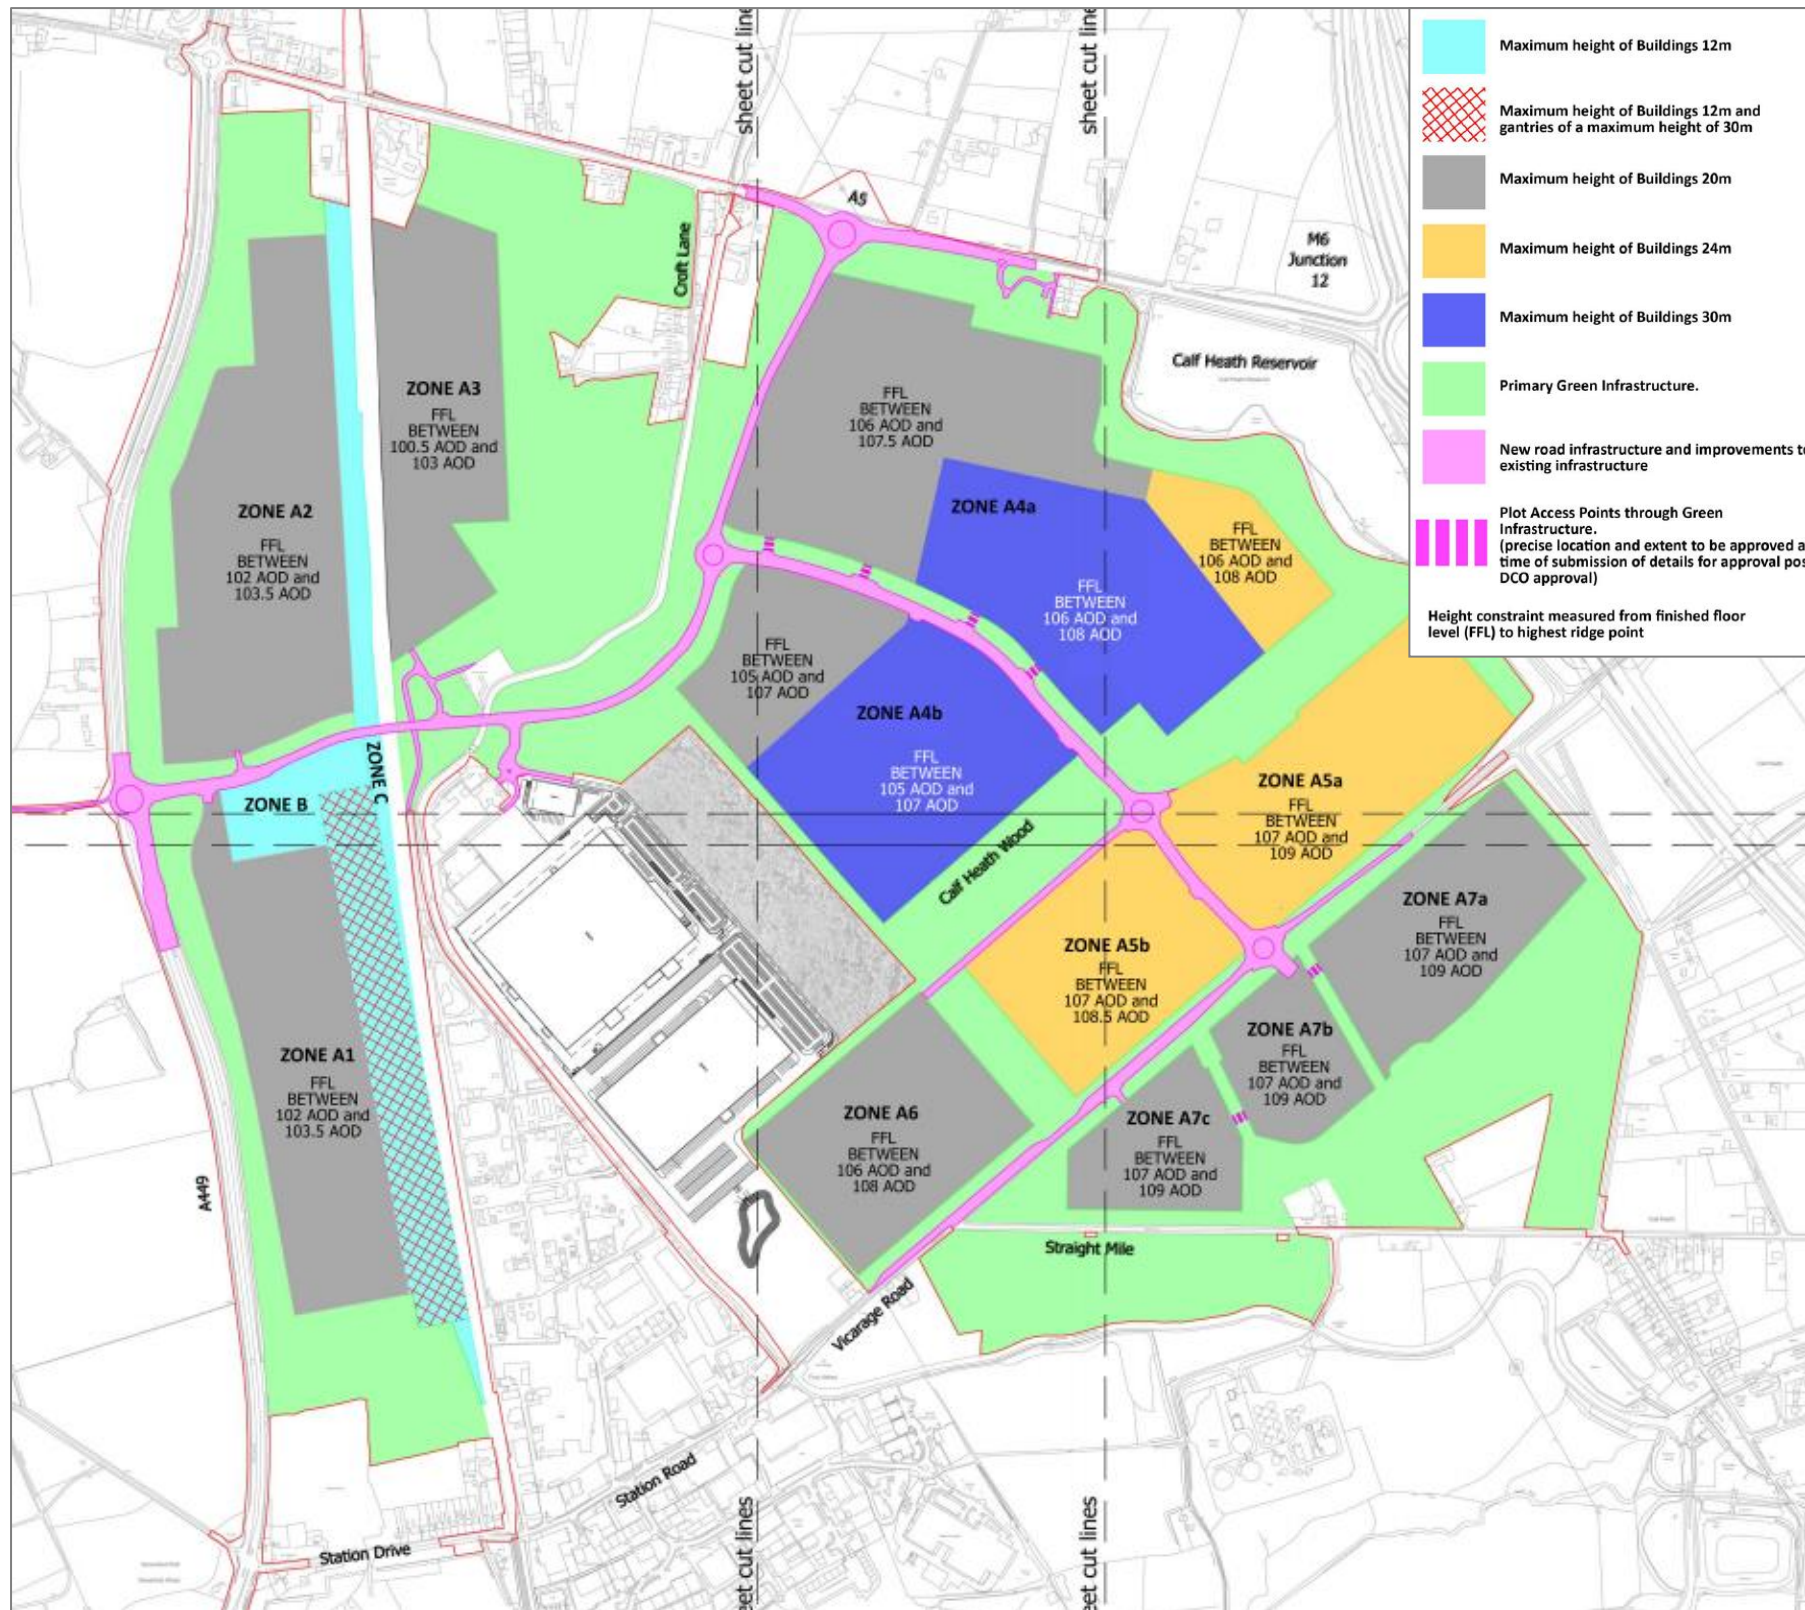 sheet cut line
sheet cut line
A5
M6
Junction
12
Croft Lane
Calf Heath Reservoir
ZONE A3
FFL
BETWEEN
100.5 AOD and
103 AOD
FFL
BETWEEN
106 AOD and
107.5 AOD
ZONE A2
FFL
BETWEEN
102 AOD and
103.5 AOD
ZONE A4a
FFL
BETWEEN
106 AOD and
108 AOD
FFL
BETWEEN
106 AOD and
108 AOD
FFL
BETWEEN
105 AOD and
107 AOD
ZONE A4b
FFL
BETWEEN
105 AOD and
107 AOD
ZONE C
ZONE B
ZONE A5a
FFL
BETWEEN
107 AOD and
109 AOD
Calf Heath Wood
ZONE A5b
FFL
BETWEEN
107 AOD and
108.5 AOD
ZONE A7a
FFL
BETWEEN
107 AOD and
109 AOD
ZONE A7b
FFL
BETWEEN
107 AOD and
109 AOD
ZONE A1
FFL
BETWEEN
102 AOD and
103.5 AOD
ZONE A6
FFL
BETWEEN
106 AOD and
108 AOD
ZONE A7c
FFL
BETWEEN
107 AOD and
109 AOD
A449
Straight Mile
Vicarage Road
Station Road
Station Drive
eet cut lines
eet cut lines
Maximum height of Buildings 12m
Maximum height of Buildings 12m and
gantries of a maximum height of 30m
Maximum height of Buildings 20m
Maximum height of Buildings 24m
Maximum height of Buildings 30m
Primary Green Infrastructure.
New road infrastructure and improvements t
existing infrastructure
Plot Access Points through Green
Infrastructure.
(precise location and extent to be approved a
time of submission of details for approval pos
DCO approval)
Height constraint measured from finished floor
level (FFL) to highest ridge point